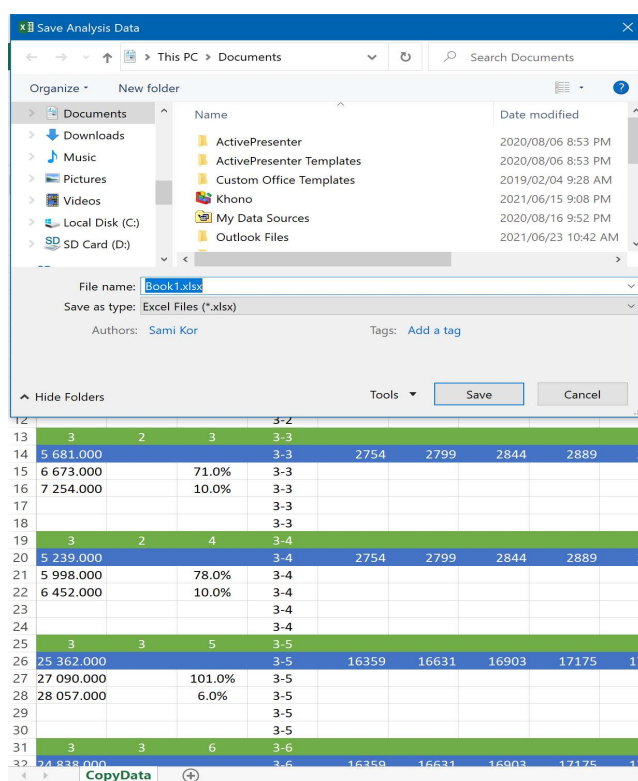 Save Analysis Data
This PC > Documents
Search Documents
Organize
New folder
Documents
Downloads
Music
Pictures
Videos
Local Disk (C:)
SD SD Card (D:)
Name Date modified
ActivePresenter 2020/08/06 8:53 PM
ActivePresenter Templates 2020/08/06 8:53 PM
Custom Office Templates 2019/02/04 9:28 AM
Khono 2021/06/15 9:08 PM
My Data Sources 2020/08/16 9:52 PM
Outlook Files 2021/06/23 10:42 AM
File name: Book1.xlsx
Save as type: Excel Files (*.xlsx)
Authors: Sami Kor Tags: Add a tag
Hide Folders Tools Save Cancel
12 3-2
13 3 2 3 3-3
14 5 681.000 3-3 2754 2799 2844 2889
15 6 673.000 71.0% 3-3
16 7 254.000 10.0% 3-3
17 3-3
18 3-3
19 3 2 4 3-4
20 5 239.000 3-4 2754 2799 2844 2889
21 5 998.000 78.0% 3-4
22 6 452.000 10.0% 3-4
23 3-4
24 3-4
25 3 3 5 3-5
26 25 362.000 3-5 16359 16631 16903 17175
27 27 090.000 101.0% 3-5
28 28 057.000 6.0% 3-5
29 3-5
30 3-5
31 3 3 6 3-6
32 24 838.000 3-6 16359 16631 16903 17175
CopyData